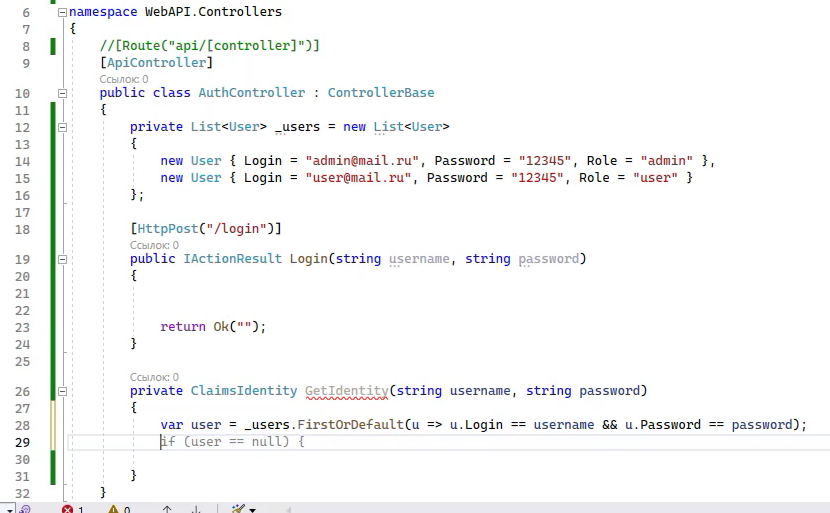 6 namespace WebAPI.Controllers
7 {
8 //[Route("api/[controller]")]
9 [ApiController]
Ссылок: 0
10 public class AuthController : ControllerBase
11 {
12 private List<User> _users = new List<User>
13 {
14 new User { Login = "admin@mail.ru", Password = "12345", Role = "admin" },
15 new User { Login = "user@mail.ru", Password = "12345", Role = "user" }
16 };
17
18 [HttpPost("/login")]
Ссылок: 0
19 public IActionResult Login(string username, string password)
20 {
21
22
23 return Ok("");
24 }
25
Ссылок: 0
26 private ClaimsIdentity GetIdentity(string username, string password)
27 {
28 var user = _users.FirstOrDefault(u => u.Login == username && u.Password == password);
29 if (user == null) {
30
31 }
32 }
1 0